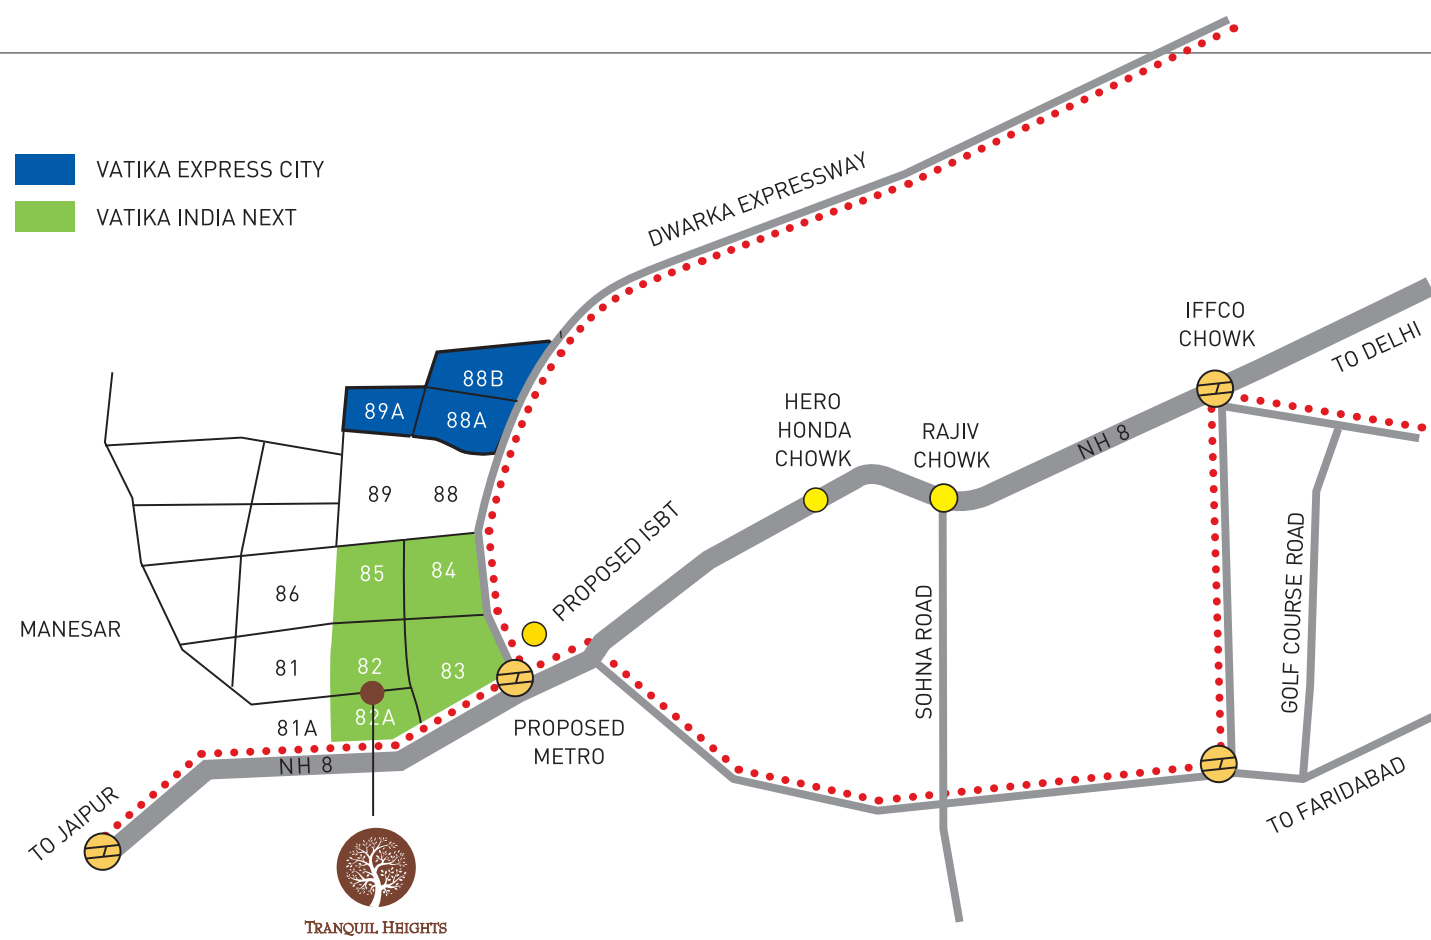 VATIKA EXPRESS CITY
VATIKA INDIA NEXT
DWARKA EXPRESSWAY
IFFCO
CHOWK
TO DELHI
88B
89A
88A
HERO
HONDA
CHOWK
RAJIV
CHOWK
NH 8
89
88
PROPOSED ISBT
85
84
86
GOLF COURSE ROAD
SOHNA ROAD
MANESAR
81
82
83
82A
81A
PROPOSED
METRO
NH 8
TO JAIPUR
TO FARIDABAD
TRANQUIL HEIGHTS